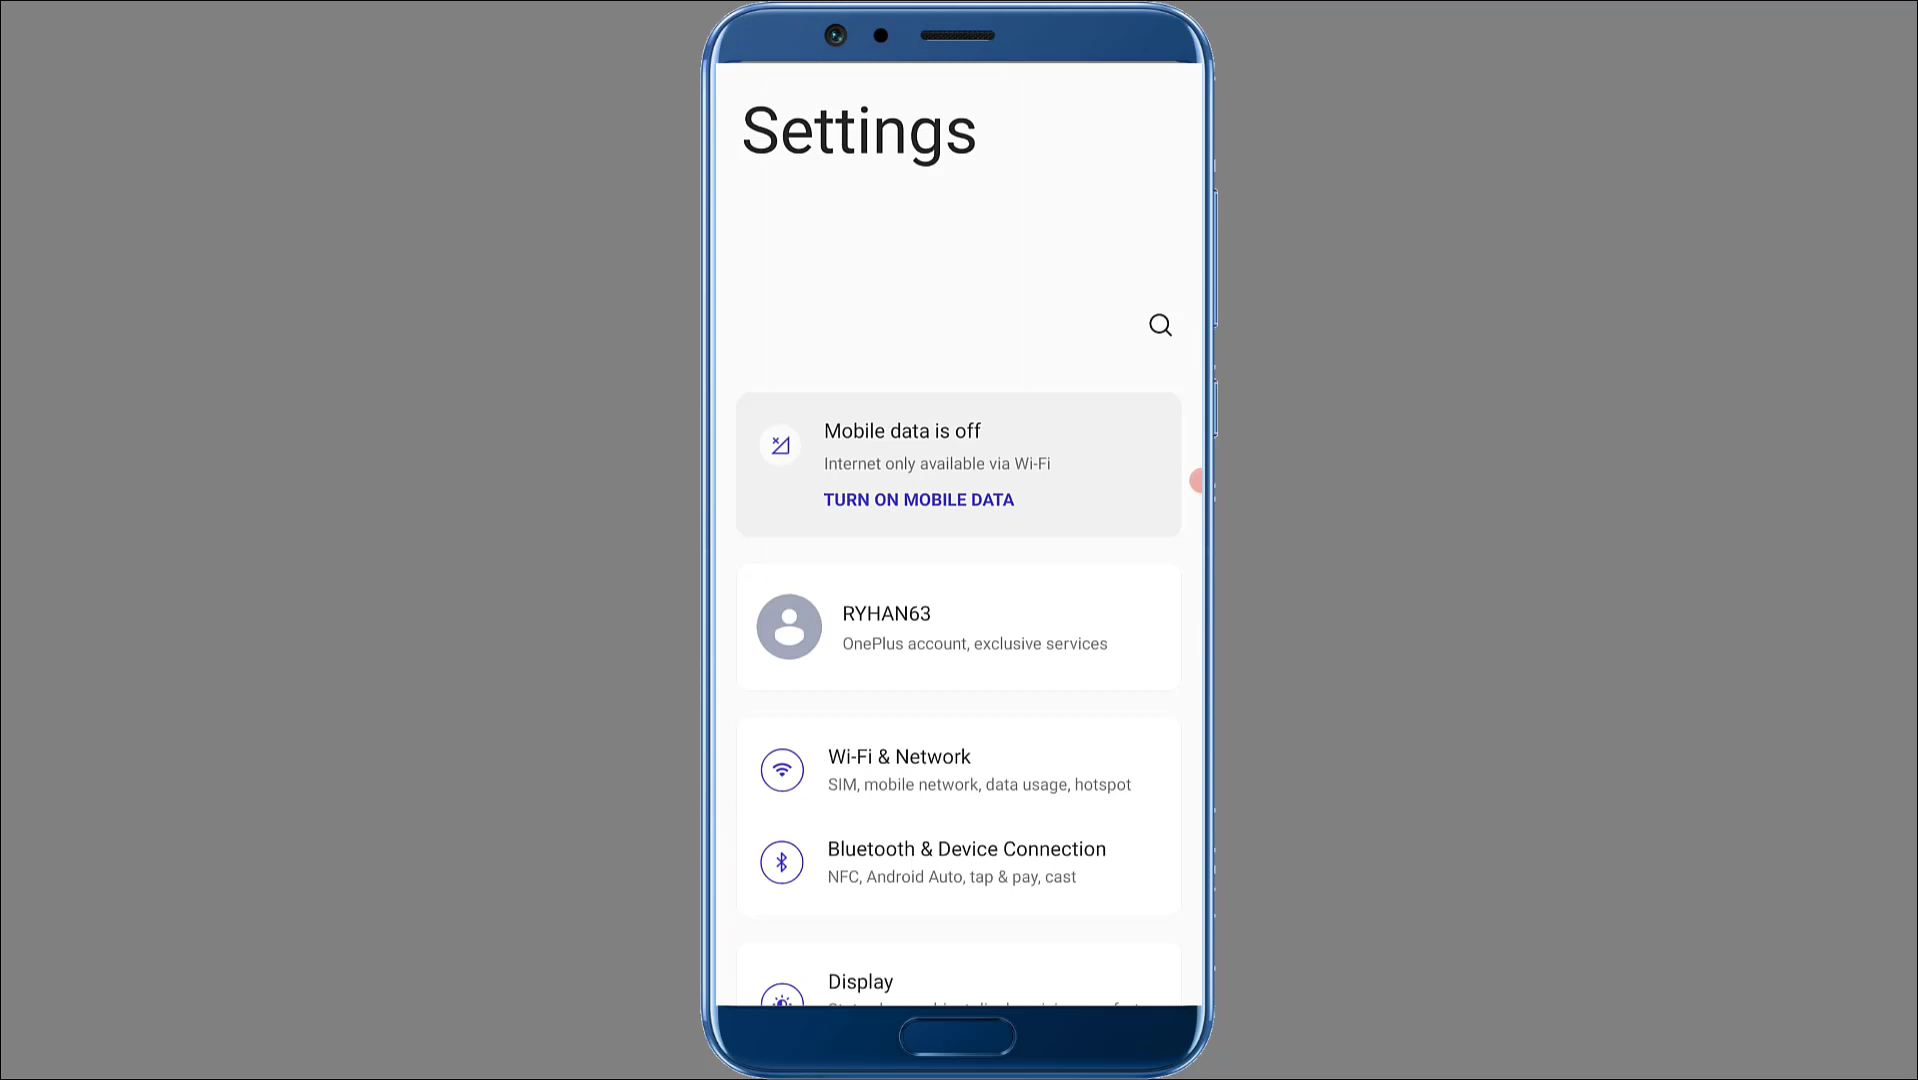 Settings
Mobile data is off
Internet only available via Wi-Fi
TURN ON MOBILE DATA
RYHAN63
OnePlus account, exclusive services
Wi-Fi & Network
SIM, mobile network, data usage, hotspot
Bluetooth & Device Connection
NFC, Android Auto, tap & pay, cast
Display